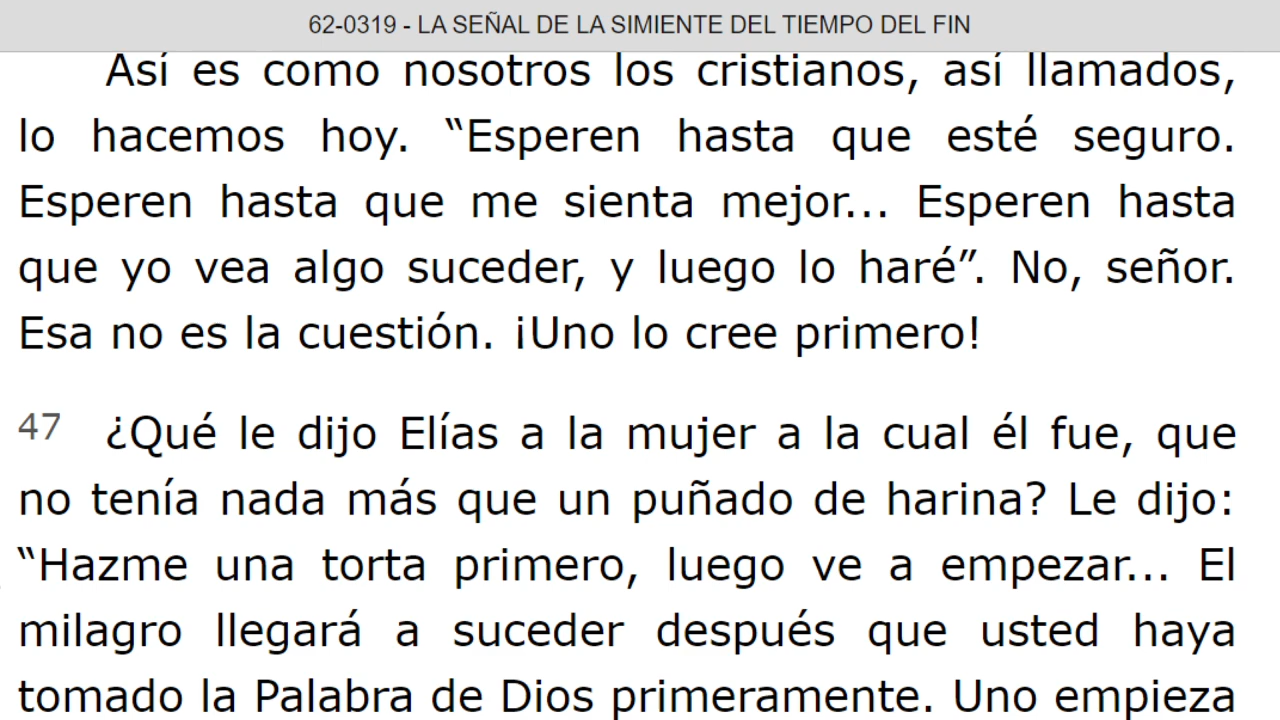 62-0319 - LA SEÑAL DE LA SIMIENTE DEL TIEMPO DEL FIN
Así es como nosotros los cristianos, así llamados,
lo hacemos hoy. “Esperen hasta que esté seguro.
Esperen hasta que me sienta mejor... Esperen hasta
que yo vea algo suceder, y luego lo haré”. No, señor.
Esa no es la cuestión. ¡Uno lo cree primero!
47 ¿Qué le dijo Elías a la mujer a la cual él fue, que
no tenía nada más que un puñado de harina? Le dijo:
“Hazme una torta primero, luego ve a empezar... El
milagro llegará a suceder después que usted haya
tomado la Palabra de Dios primeramente. Uno empieza